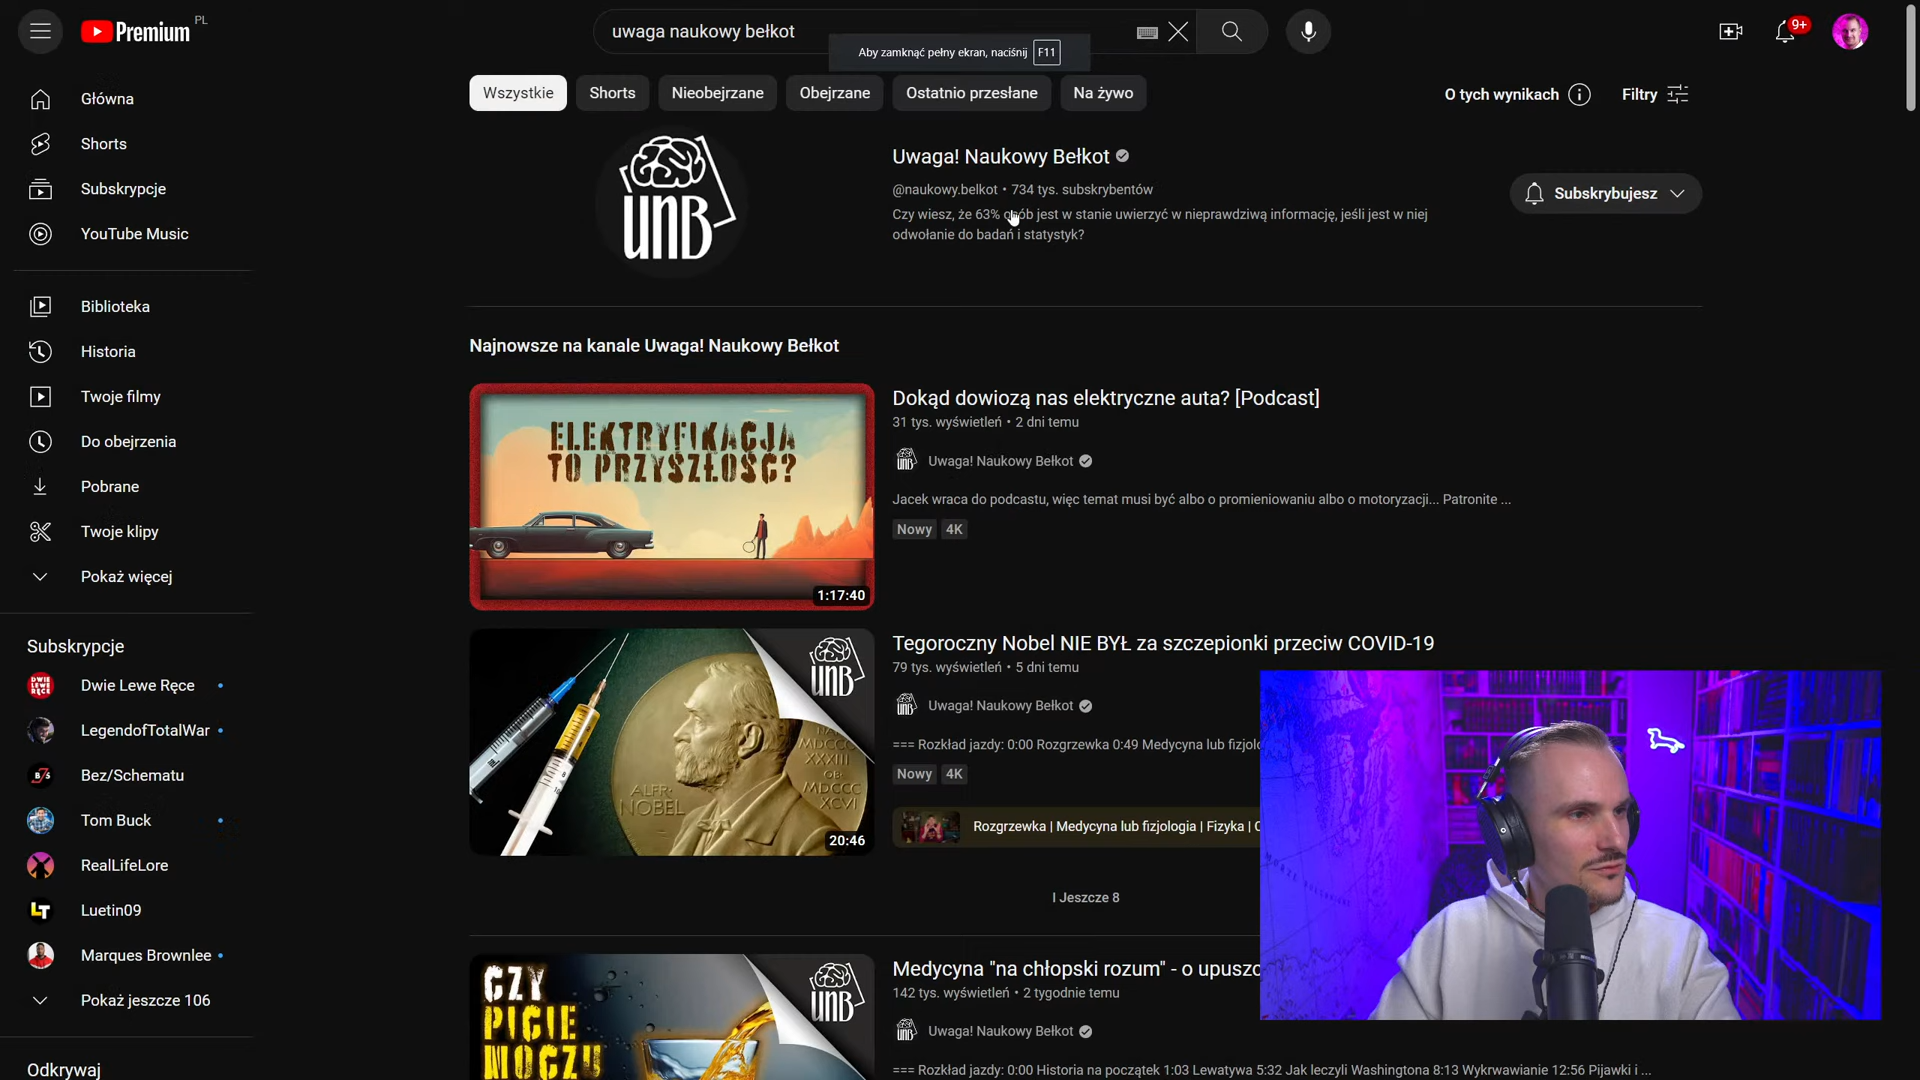 Premium PL
uwaga naukowy bełkot
Aby zamknąć pełny ekran, naciśnij F11
9+
Wszystkie
Shorts
Nieobejrzane
Obejrzane
Ostatnio przesłane
Na żywo
O tych wynikach
Filtry
Główna
Shorts
Subskrypcje
YouTube Music
Biblioteka
Historia
Twoje filmy
Do obejrzenia
Pobrane
Twoje klipy
Pokaż więcej
Subskrypcje
Dwie Lewe Ręce
LegendofTotalWar
Bez/Schematu
Tom Buck
RealLifeLore
Luetin09
Marques Brownlee
Pokaż jeszcze 106
Odkrywaj
UNB
Uwaga! Naukowy Bełkot
@naukowy.belkot • 734 tys. subskrybentów
Czy wiesz, że 63% osób jest w stanie uwierzyć w nieprawdziwą informację, jeśli jest w niej
odwołanie do badań i statystyk?
Subskrybujesz
Najnowsze na kanale Uwaga! Naukowy Bełkot
ELEKTRYFIKACJA
TO PRZYSZŁOŚĆ?
1:17:40
Dokąd dowiozą nas elektryczne auta? [Podcast]
31 tys. wyświetleń • 2 dni temu
Uwaga! Naukowy Bełkot
Jacek wraca do podcastu, więc temat musi być albo o promieniowaniu albo o motoryzacji... Patronite ...
Nowy
4K
UNB
ALFR.
NOBEL
NAT
MDCCC
XXXIII
OB.
MDCCC
XCVI
20:46
Tegoroczny Nobel NIE BYŁ za szczepionki przeciw COVID-19
79 tys. wyświetleń • 5 dni temu
Uwaga! Naukowy Bełkot
=== Rozkład jazdy: 0:00 Rozgrzewka 0:49 Medycyna lub fizjolo
Nowy
4K
Rozgrzewka | Medycyna lub fizjologia | Fizyka | C
I Jeszcze 8
CZY
PICIE
MOCZU
UNB
Medycyna "na chłopski rozum" - o upuszc
142 tys. wyświetleń • 2 tygodnie temu
Uwaga! Naukowy Bełkot
=== Rozkład jazdy: 0:00 Historia na początek 1:03 Lewatywa 5:32 Jak leczyli Washingtona 8:13 Wykrwawianie 12:56 Pijawki i ...